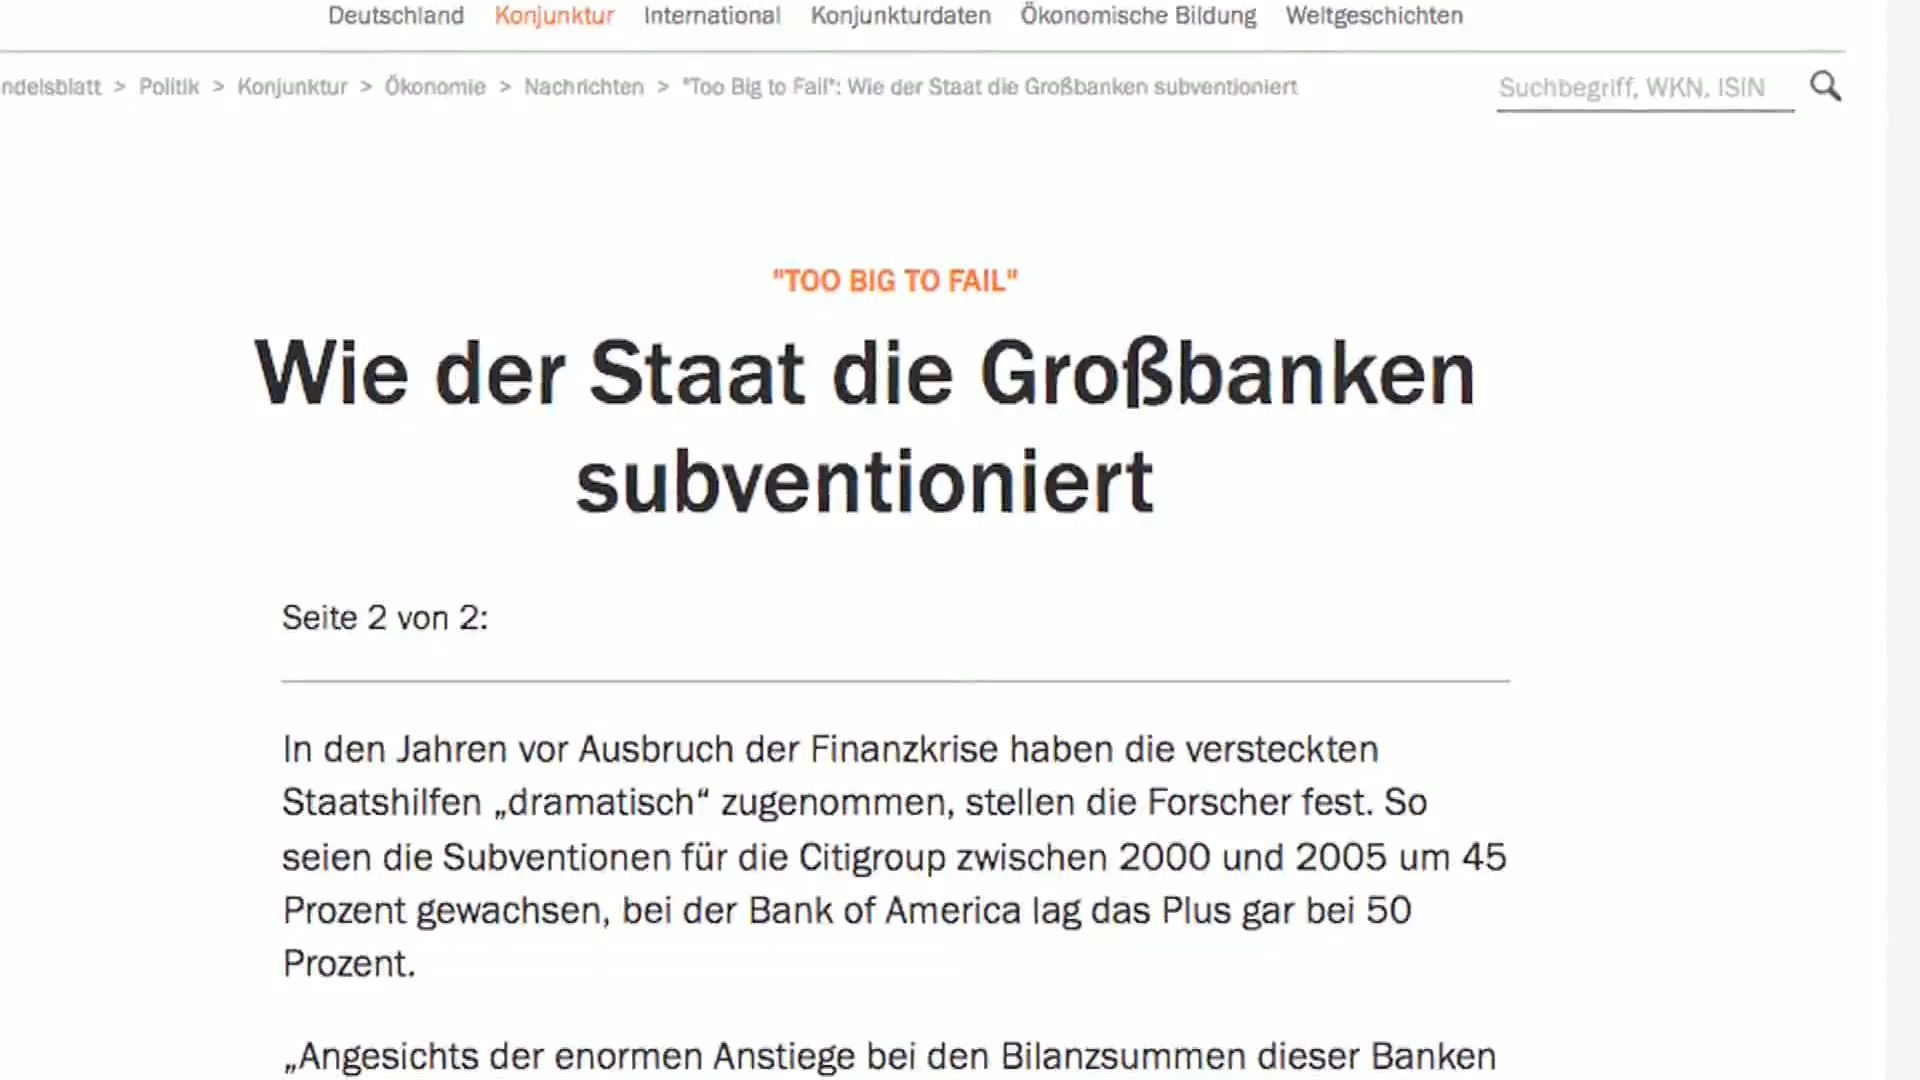 Deutschland Konjunktur International Konjunkturdaten Ökonomische Bildung Weltgeschichten
ndelsblatt > Politik > Konjunktur > Ökonomie > Nachrichten > "Too Big to Fail": Wie der Staat die Großbanken subventioniert
Suchbegriff, WKN, ISIN
"TOO BIG TO FAIL"
Wie der Staat die Großbanken
subventioniert
Seite 2 von 2:
In den Jahren vor Ausbruch der Finanzkrise haben die versteckten
Staatshilfen „dramatisch“ zugenommen, stellen die Forscher fest. So
seien die Subventionen für die Citigroup zwischen 2000 und 2005 um 45
Prozent gewachsen, bei der Bank of America lag das Plus gar bei 50
Prozent.
„Angesichts der enormen Anstiege bei den Bilanzsummen dieser Banken